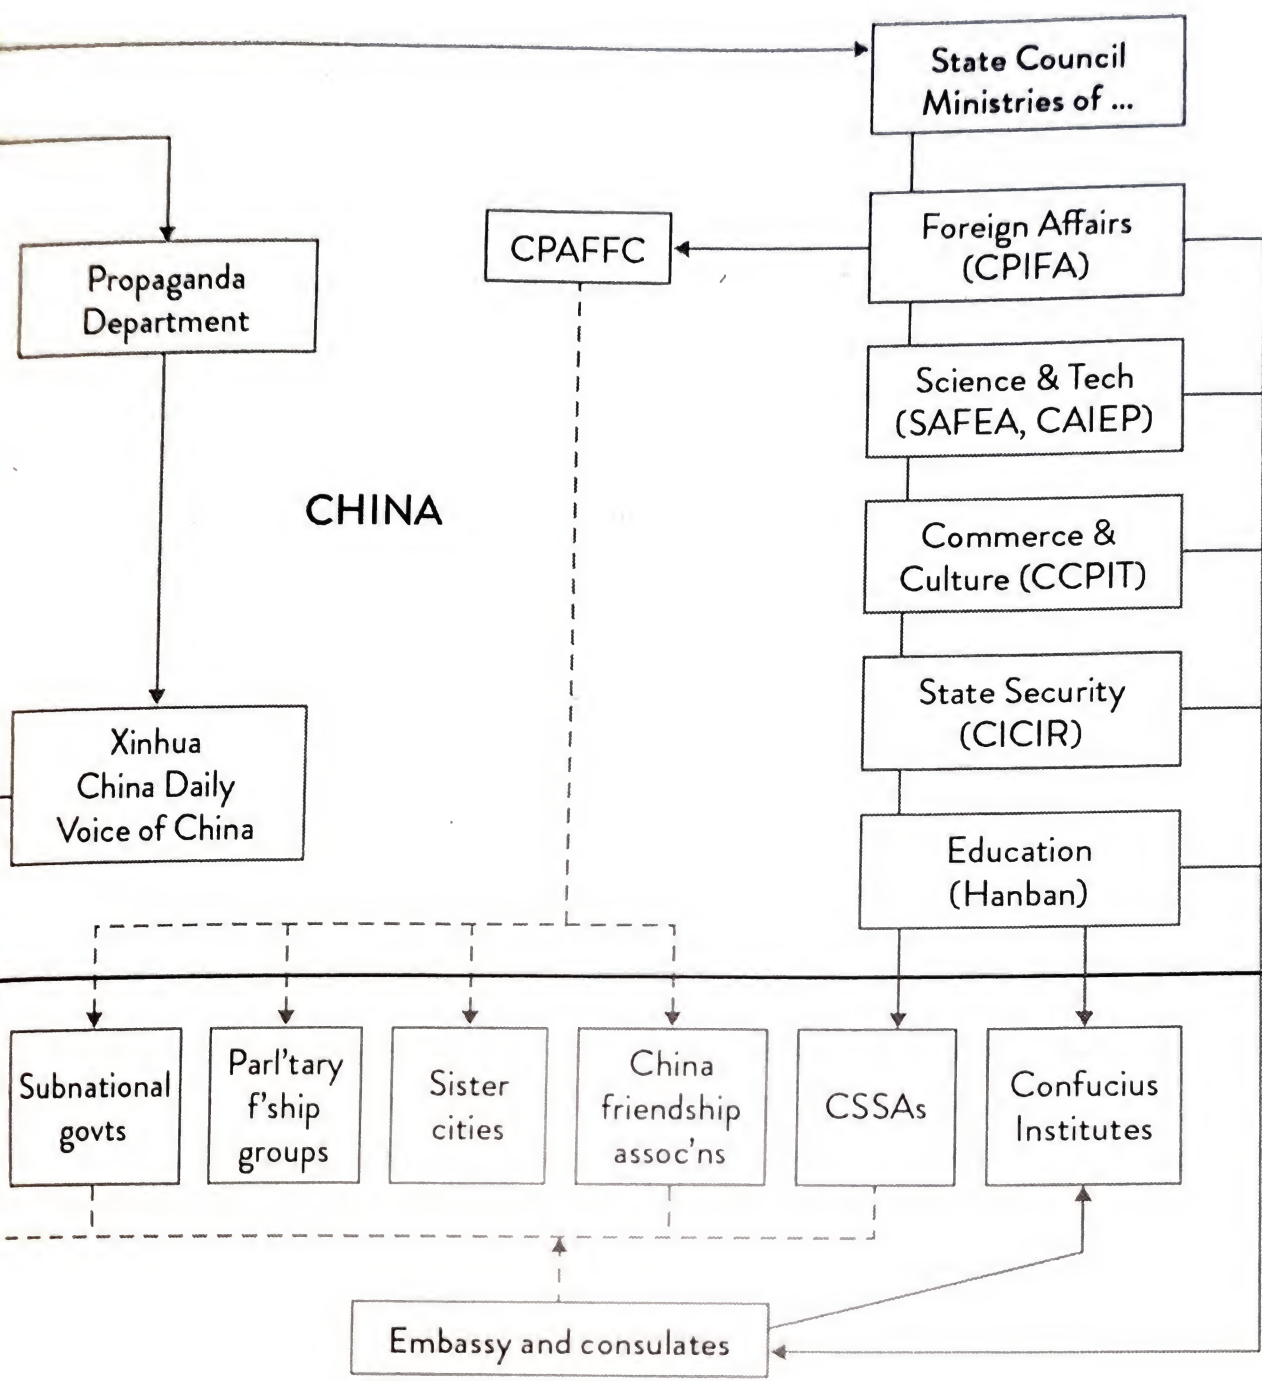 State Council
Ministries of ...
CPAFFC
Foreign Affairs
(CPIFA)
Propaganda
Department
Science & Tech
(SAFEA, CAIEP)
CHINA
Commerce &
Culture (CCPIT)
State Security
(CICIR)
Xinhua
China Daily
Voice of China
Education
(Hanban)
Subnational
govts
Parl'tary
f'ship
groups
Sister
cities
China
friendship
assoc'ns
CSSAs
Confucius
Institutes
Embassy and consulates